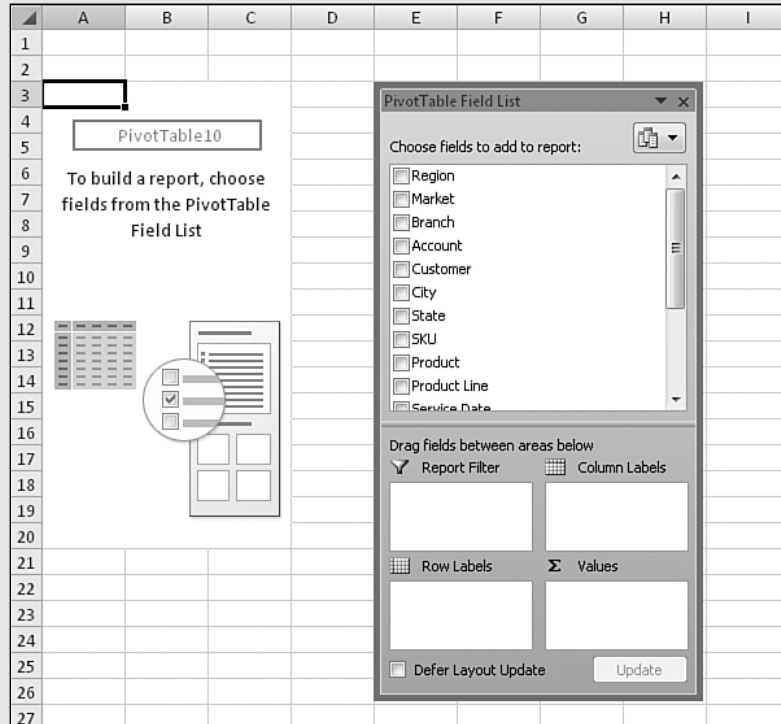 A B C D E F G H I
1
2
3
PivotTable Field List
4
PivotTable10
5
Choose fields to add to report:
6
To build a report, choose
Region
7
fields from the PivotTable
Market
8
Field List
Branch
9
Account
10
Customer
11
City
12
State
13
SKU
14
Product
Product Line
15
Service Date
16
17
Drag fields between areas below
Report Filter
Column Labels
18
19
20
21
Row Labels
Σ Values
22
23
24
25
Defer Layout Update
Update
26
27